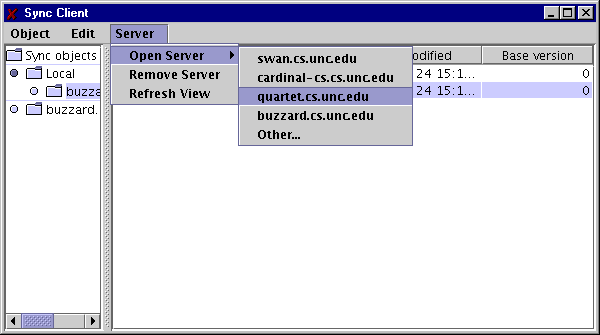 Sync Client
Object Edit Server
Sync objects
Local
buzza
buzzard.
Open Server
Remove Server
Refresh View
swan.cs.unc.edu
cardinal-cs.cs.unc.edu
quartet.cs.unc.edu
buzzard.cs.unc.edu
Other...
odified Base version
24 15:1... 0
24 15:1... 0